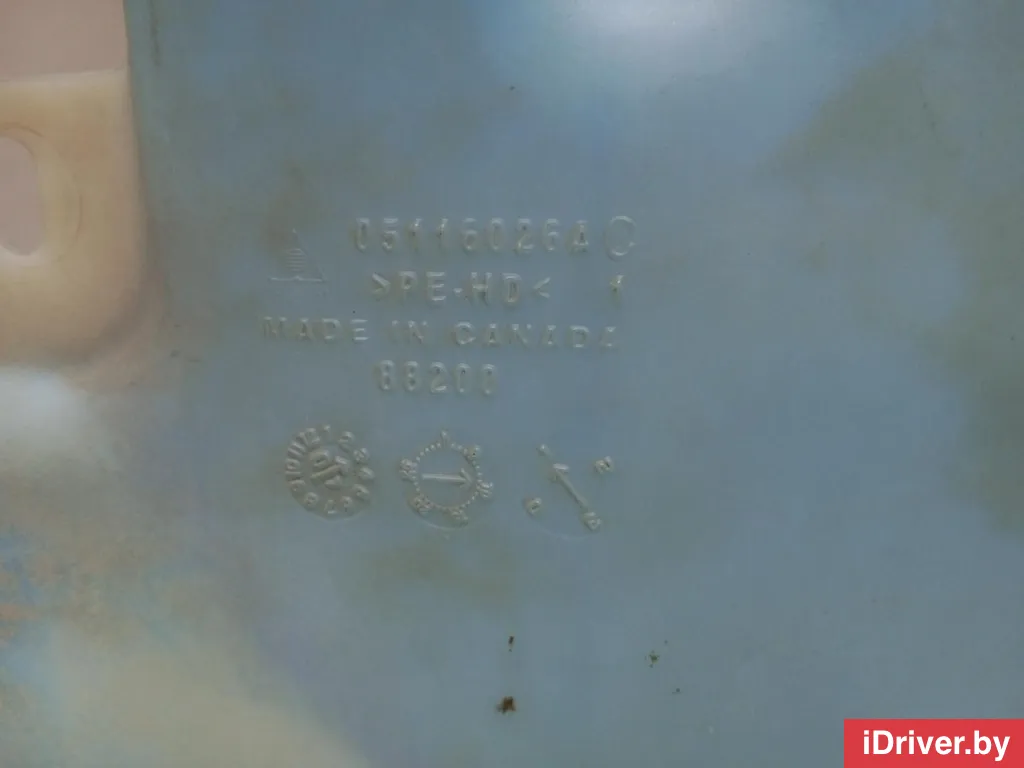 05116026A
>PE-HD<
MADE IN CANADA
88200
iDriver.by